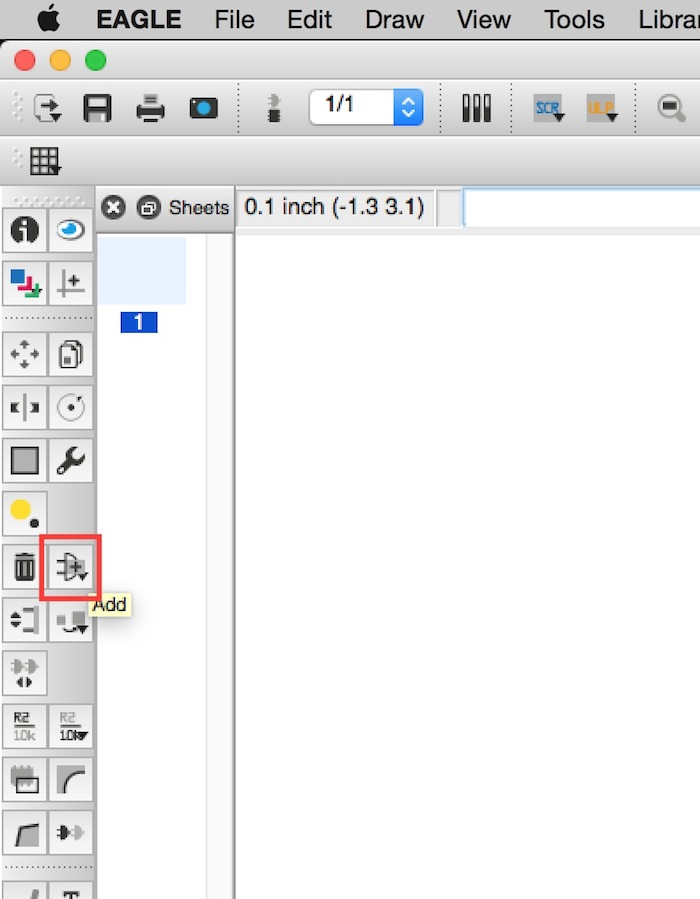 EAGLE File Edit Draw View Tools Librar
1/1 SCR ULP
Sheets 0.1 inch (-1.3 3.1)
1
Add
R2 R2
10k 10k
T